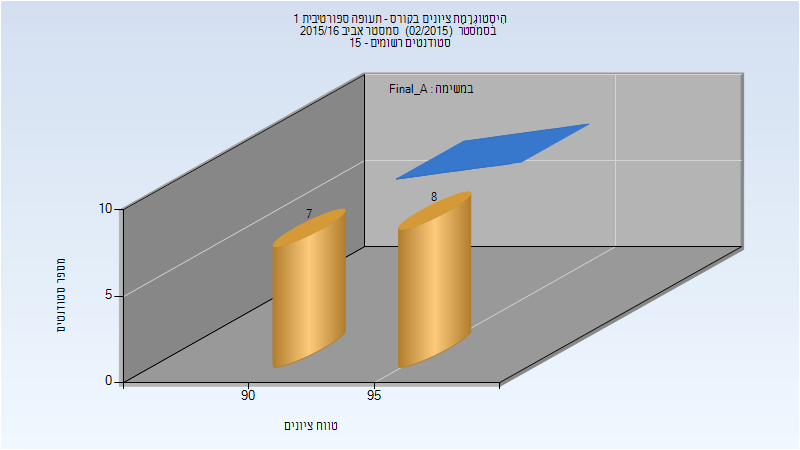 היסטוגרמת ציונים בקורס - תעופה ספורטיבית 1
בסמסטר (02/2015) סמסטר אביב 2015/16
סטודנטים רשומים - 15
במשימה : Final_A
7
8
10
5
0
90
95
מספר סטודנטים
טווח ציונים